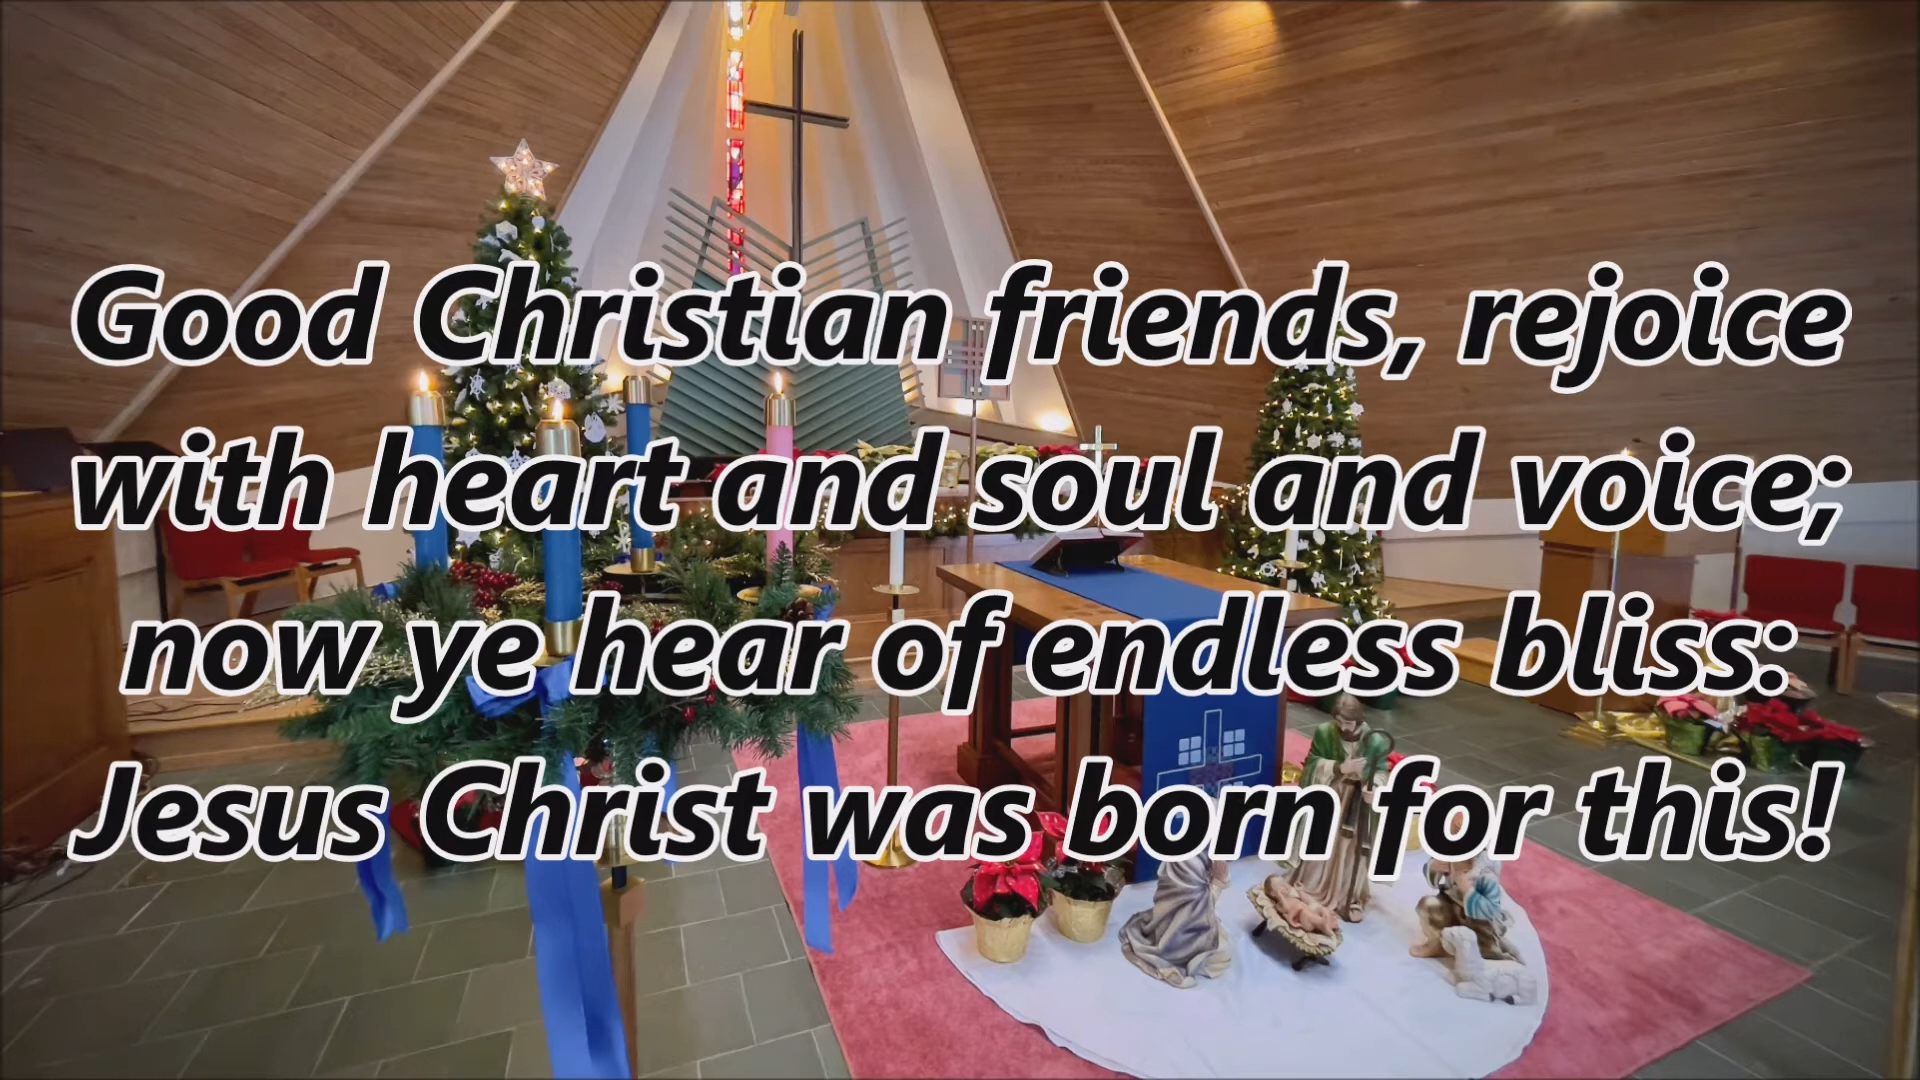 Good Christian friends, rejoice
with heart and soul and voice;
now ye hear of endless bliss:
Jesus Christ was born for this!